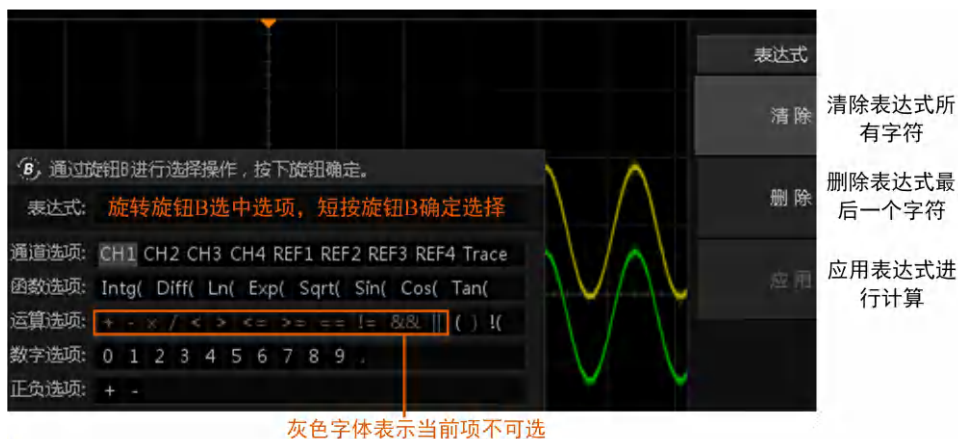 表达式
清 除
清除表达式所
有字符
B 通过旋钮B进行选择操作，按下旋钮确定。
表达式: 旋转旋钮B选中选项，短按旋钮B确定选择
删 除
删除表达式最
后一个字符
通道选项: CH1 CH2 CH3 CH4 REF1 REF2 REF3 REF4 Trace
函数选项: Intg( Diff( Ln( Exp( Sqrt( Sin( Cos( Tan(
应 用
应用表达式进
行计算
运算选项: + - × / < > <= >= == != && || ( ) !(
数字选项: 0 1 2 3 4 5 6 7 8 9 .
正负选项: + -
灰色字体表示当前项不可选